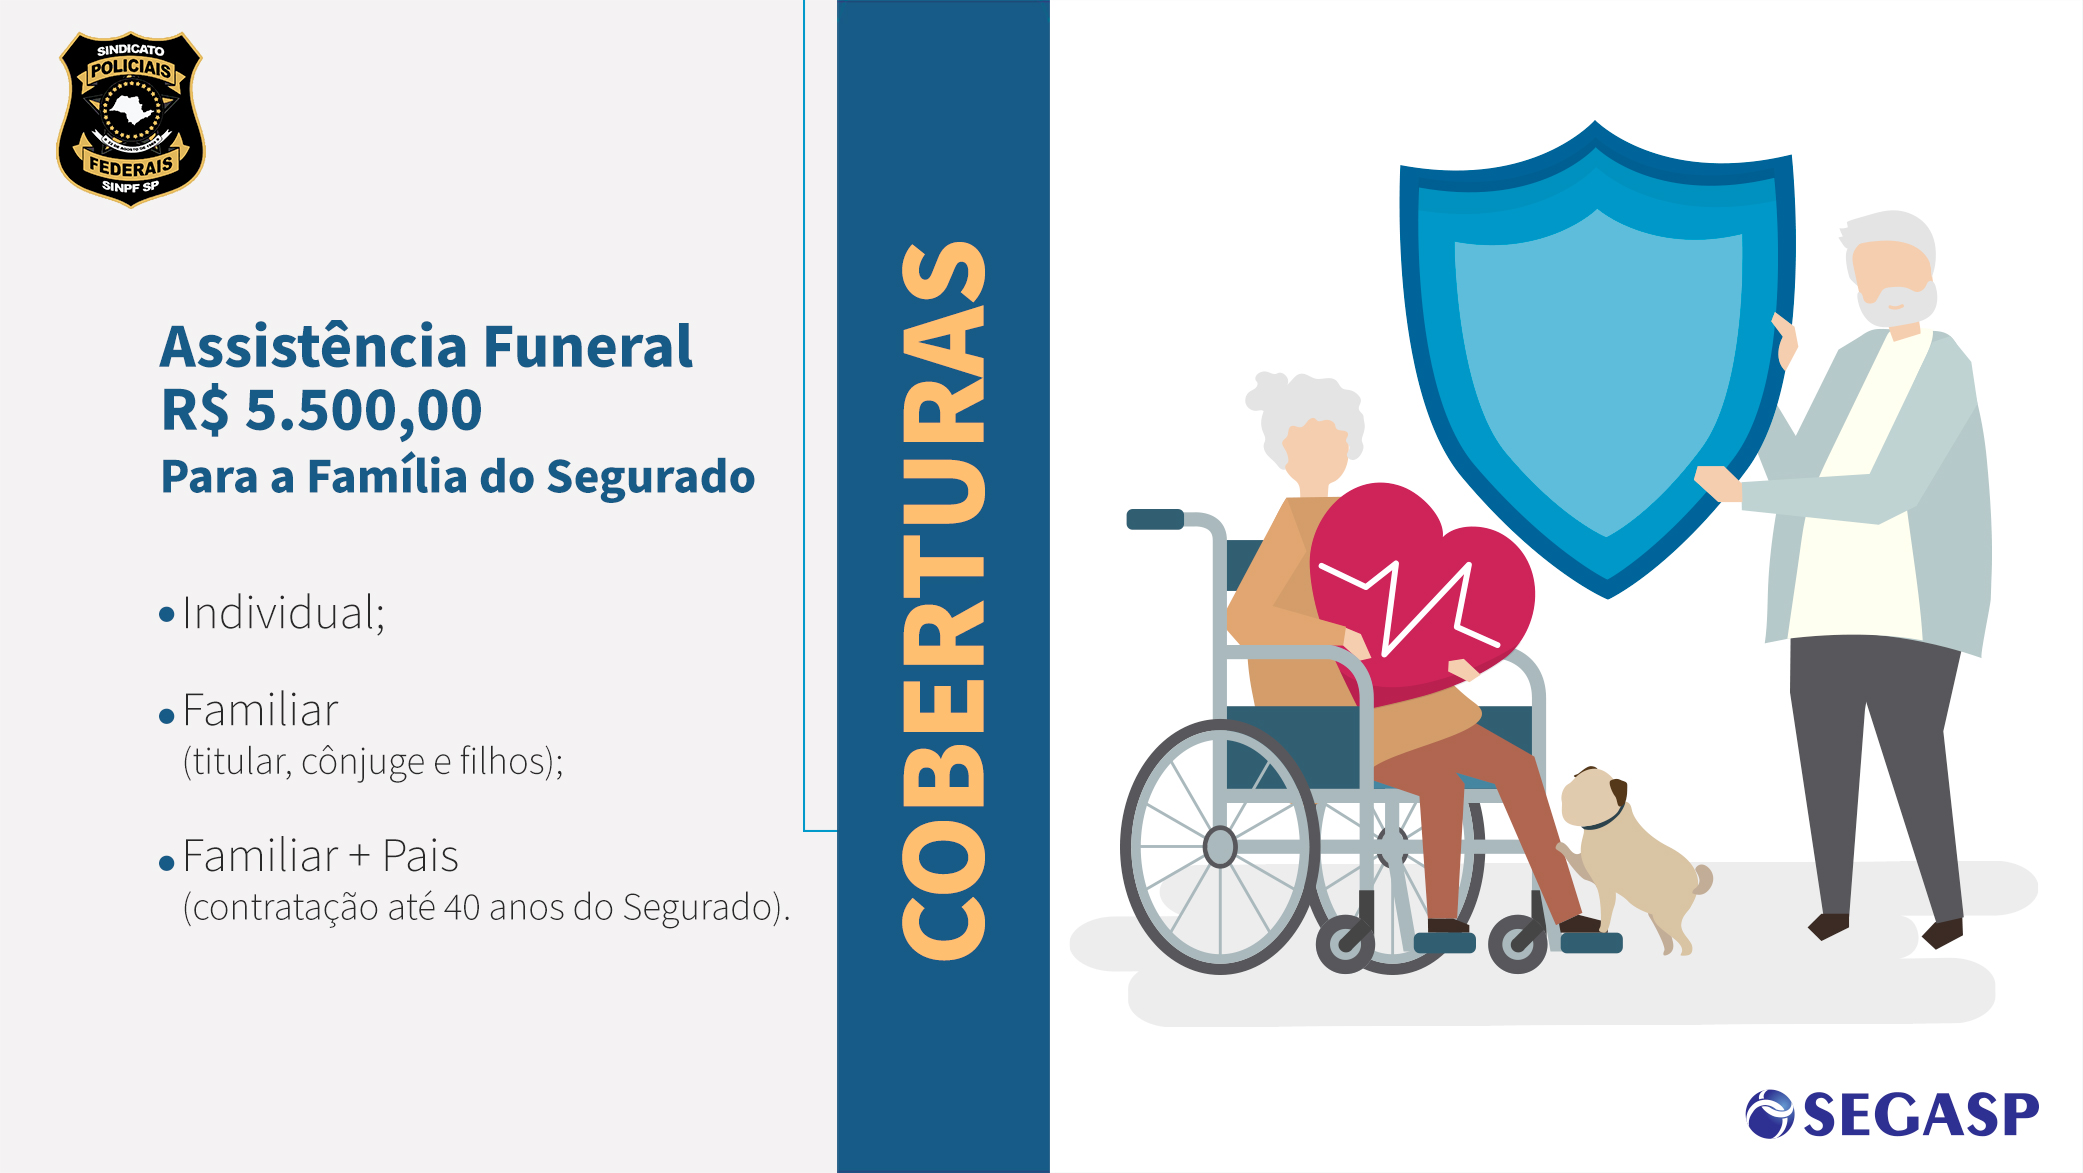 SINDICATO
POLICIAIS
FEDERAIS
SINPF SP
Assistência Funeral
R$ 5.500,00
Para a Família do Segurado
•Individual;
•Familiar
(titular, cônjuge e filhos);
•Familiar + Pais
(contratação até 40 anos do Segurado).
COBERTURAS
SEGASP